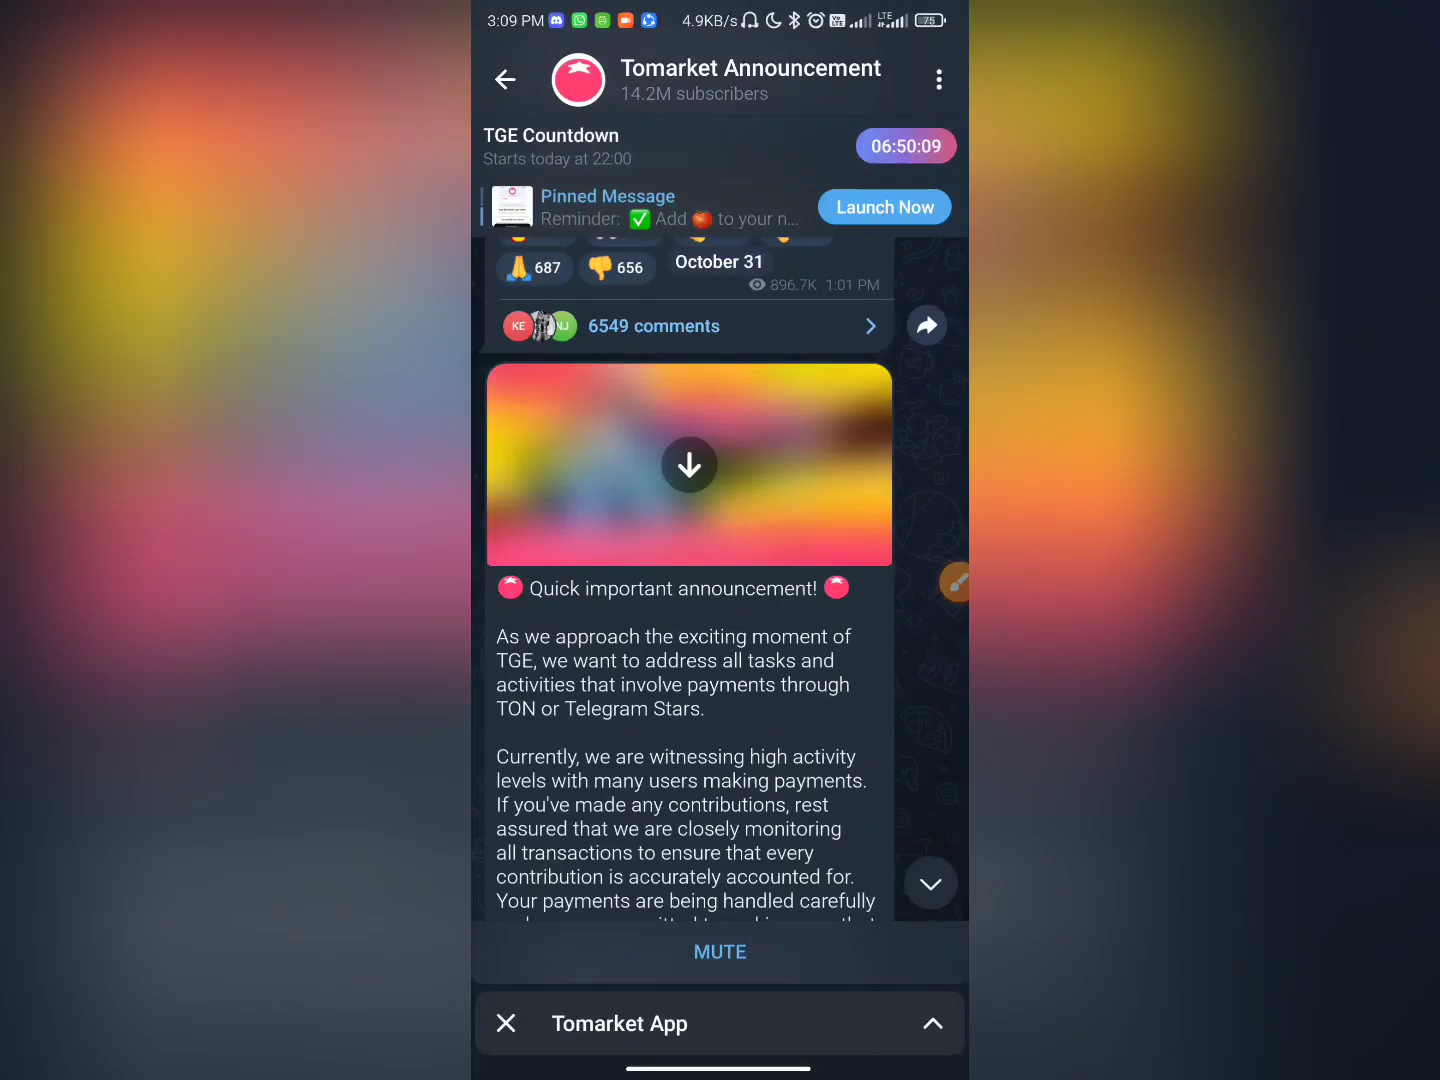 3:09 PM 4.9KB/s Vo LTE LTE 75
Tomarket Announcement
14.2M subscribers
TGE Countdown
Starts today at 22:00
06:50:09
Pinned Message
Reminder: ✅ Add 🍅 to your n...
Launch Now
🙏 687 👎 656
October 31
896.7K 1:01 PM
KE NJ 6549 comments
Quick important announcement!
As we approach the exciting moment of
TGE, we want to address all tasks and
activities that involve payments through
TON or Telegram Stars.
Currently, we are witnessing high activity
levels with many users making payments.
If you've made any contributions, rest
assured that we are closely monitoring
all transactions to ensure that every
contribution is accurately accounted for.
Your payments are being handled carefully
MUTE
Tomarket App